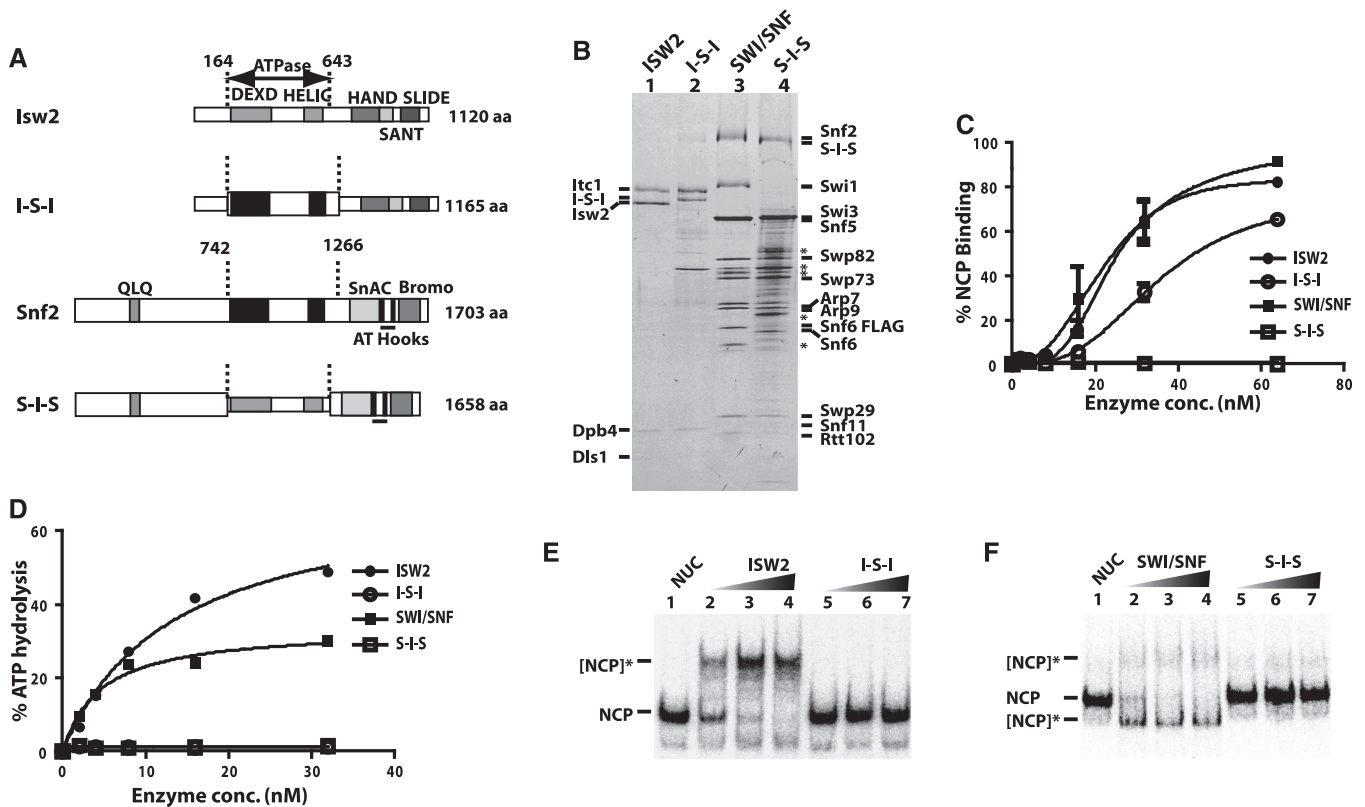 A
164 ATPase 643
DEXD HELIC HAND SLIDE
Isw2 1120 aa
SANT
I-S-I 1165 aa
742 1266
QLQ SnAC Bromo
Snf2 1703 aa
AT Hooks
S-I-S 1658 aa
B
ISW2 I-S-I SWI/SNF S-I-S
1 2 3 4
Itc1
I-S-I
Isw2
Dpb4
Dls1
Snf2
S-I-S
Swi1
Swi3
Snf5
*
Swp82
*
*
Swp73
Arp7
Arp9
*
Snf6 FLAG
Snf6
*
Swp29
Snf11
Rtt102
C
% NCP Binding
100
80
60
40
20
0
0 20 40 60 80
Enzyme conc. (nM)
ISW2
I-S-I
SWI/SNF
S-I-S
D
% ATP hydrolysis
60
40
20
0
0 10 20 30 40
Enzyme conc. (nM)
ISW2
I-S-I
SWI/SNF
S-I-S
E
NUC ISW2 I-S-I
1 2 3 4 5 6 7
[NCP]*
NCP
F
NUC SWI/SNF S-I-S
1 2 3 4 5 6 7
[NCP]*
NCP
[NCP]*